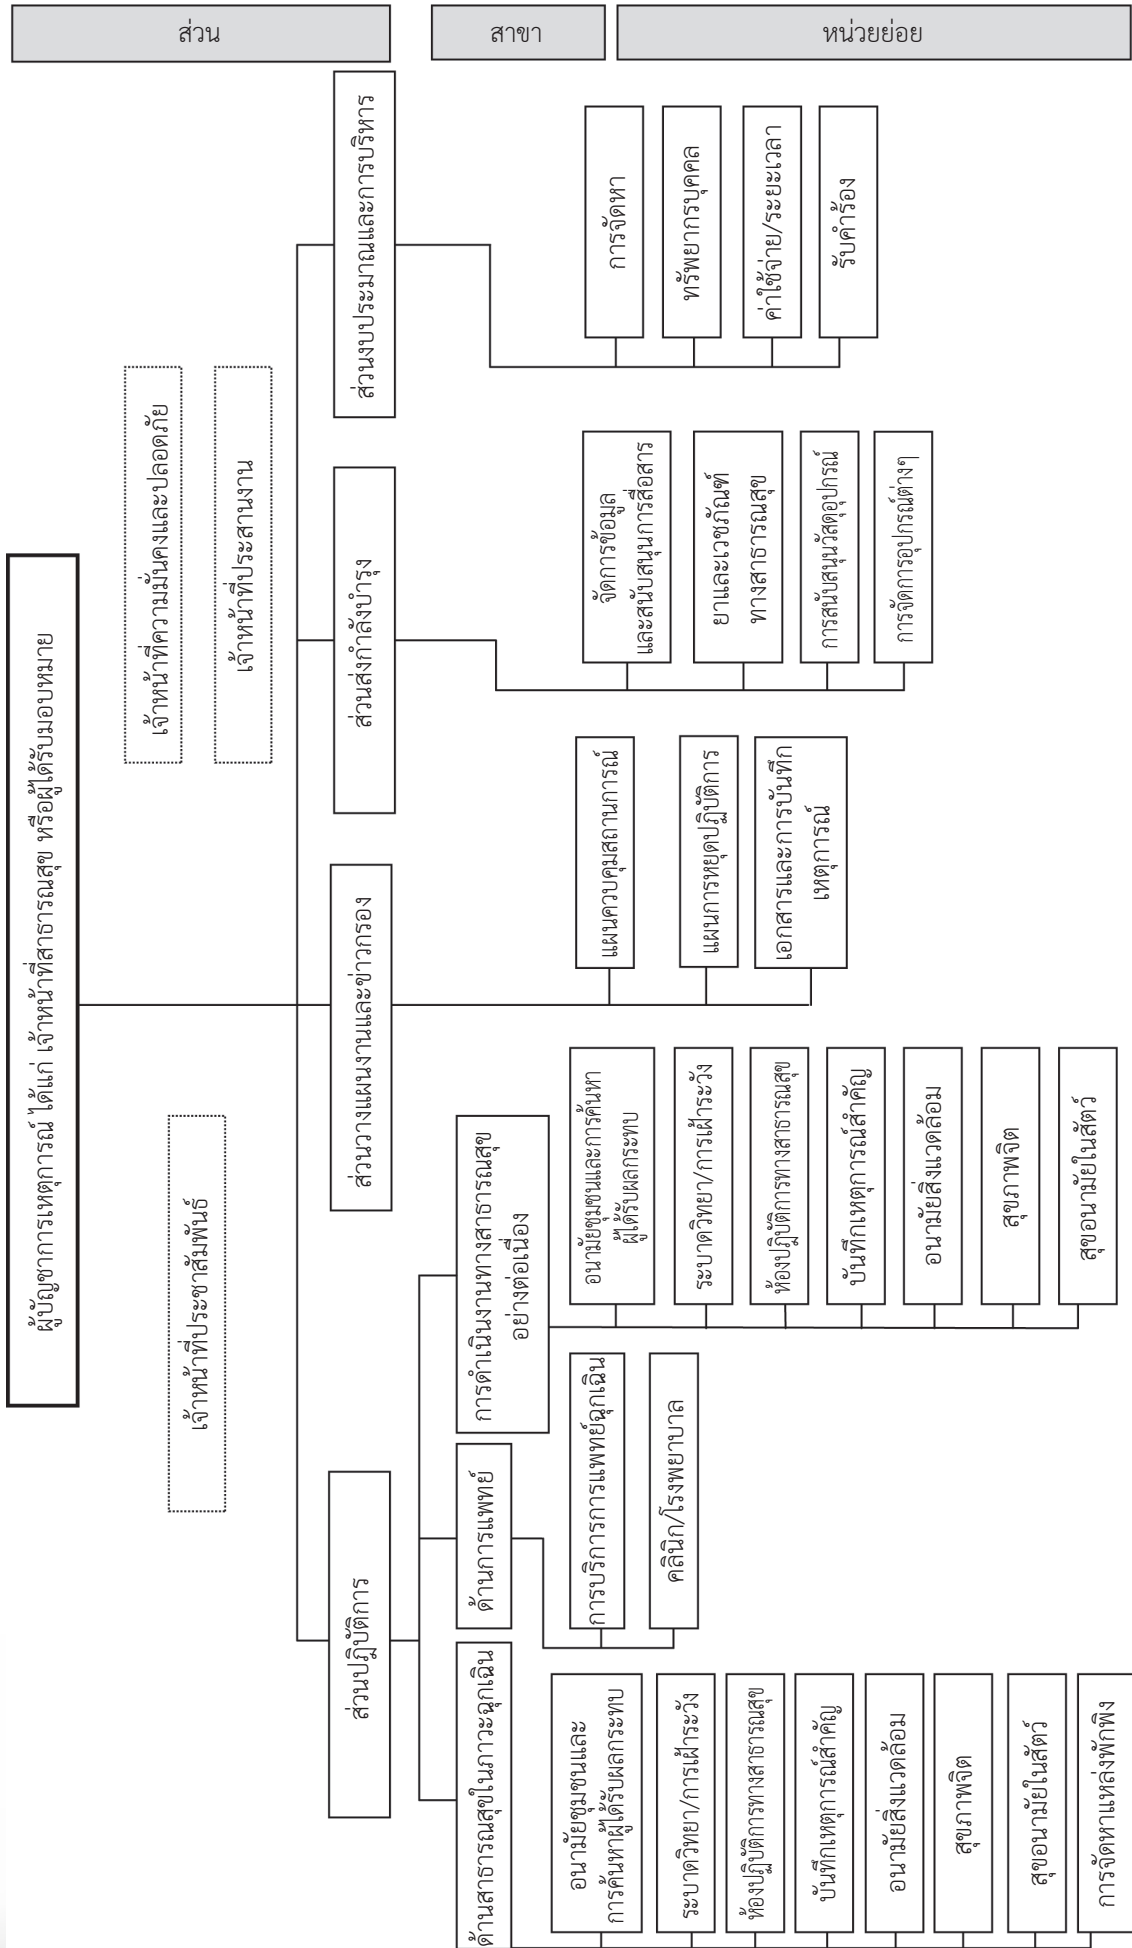 ส่วน
สาขา
หน่วยย่อย
ผู้บัญชาการเหตุการณ์ ได้แก่ เจ้าหน้าที่สาธารณสุข หรือผู้ได้รับมอบหมาย
เจ้าหน้าที่ประชาสัมพันธ์
เจ้าหน้าที่ความมั่นคงและปลอดภัย
เจ้าหน้าที่ประสานงาน
ส่วนปฏิบัติการ
ส่วนวางแผนงานและข่าวกรอง
ส่วนส่งกำลังบำรุง
ส่วนงบประมาณและการบริหาร
ด้านสาธารณสุขในภาวะฉุกเฉิน
ด้านการแพทย์
การดำเนินงานทางสาธารณสุข
อย่างต่อเนื่อง
อนามัยชุมชนและ
การค้นหาผู้ได้รับผลกระทบ
ระบาดวิทยา/การเฝ้าระวัง
ห้องปฏิบัติการทางสาธารณสุข
บันทึกเหตุการณ์สำคัญ
อนามัยสิ่งแวดล้อม
สุขภาพจิต
สุขอนามัยในสัตว์
การจัดหาแหล่งพักพิง
การบริการการแพทย์ฉุกเฉิน
คลินิก/โรงพยาบาล
อนามัยชุมชนและการค้นหา
ผู้ได้รับผลกระทบ
ระบาดวิทยา/การเฝ้าระวัง
ห้องปฏิบัติการทางสาธารณสุข
บันทึกเหตุการณ์สำคัญ
อนามัยสิ่งแวดล้อม
สุขภาพจิต
สุขอนามัยในสัตว์
แผนควบคุมสถานการณ์
แผนการหยุดปฏิบัติการ
เอกสารและการบันทึก
เหตุการณ์
จัดการข้อมูล
และสนับสนุนการสื่อสาร
ยาและเวชภัณฑ์
ทางสาธารณสุข
การสนับสนุนวัสดุอุปกรณ์
การจัดการอุปกรณ์ต่างๆ
การจัดหา
ทรัพยากรบุคคล
ค่าใช้จ่าย/ระยะเวลา
รับคำร้อง